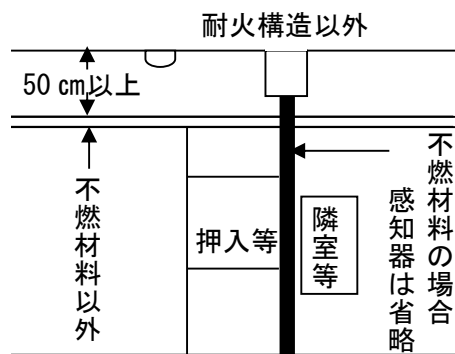 耐火構造以外
50 ㎝以上
不燃材料以外
押入等
隣室等
不燃材料の場合
感知器は省略